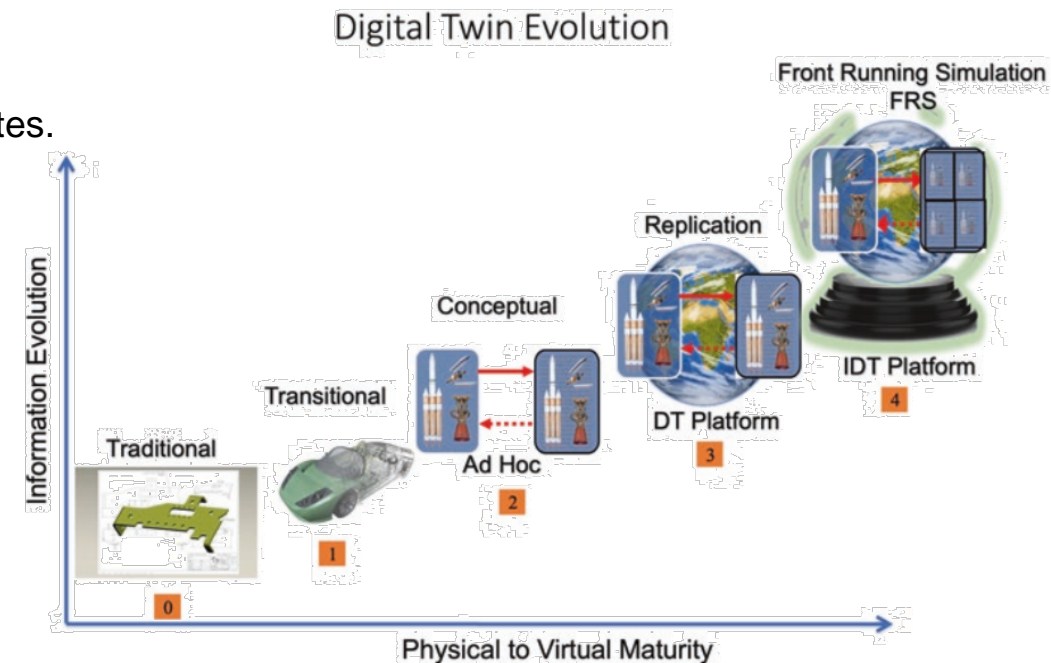 Digital Twin Evolution
Front Running Simulation
FRS
tes.
Replication
Conceptual
IDT Platform
4
Transitional
DT Platform
3
Traditional
Ad Hoc
2
1
0
Information Evolution
Physical to Virtual Maturity